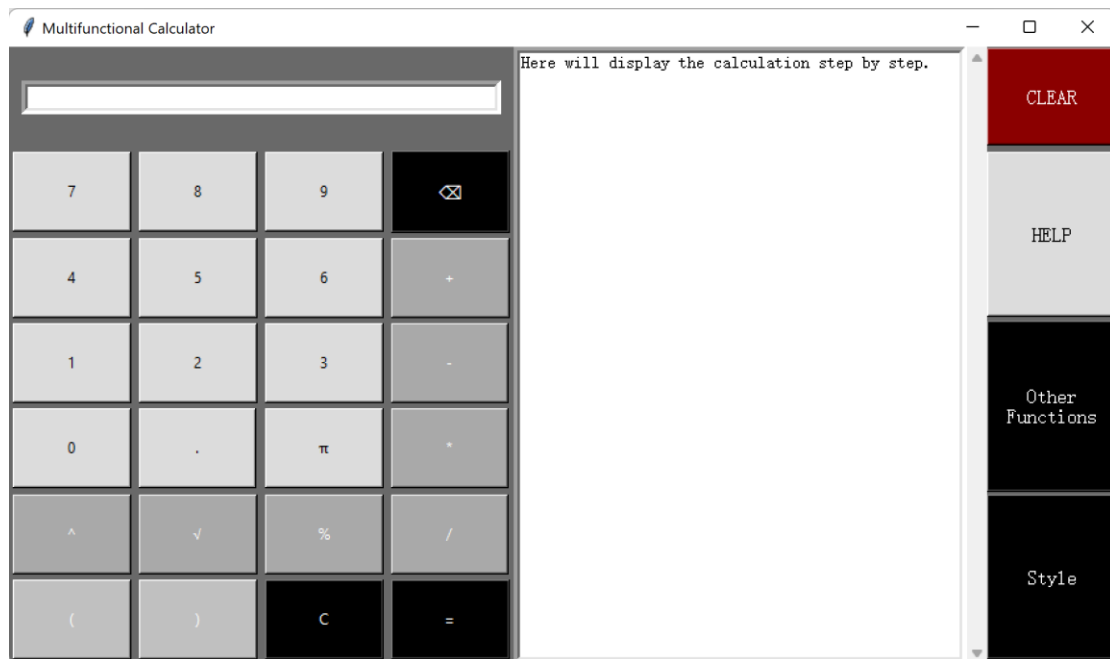 Multifunctional Calculator
Here will display the calculation step by step.
CLEAR
7 8 9 ⌫
HELP
4 5 6 +
1 2 3 -
Other
Functions
0 . π *
^ √ % /
Style
( ) C =